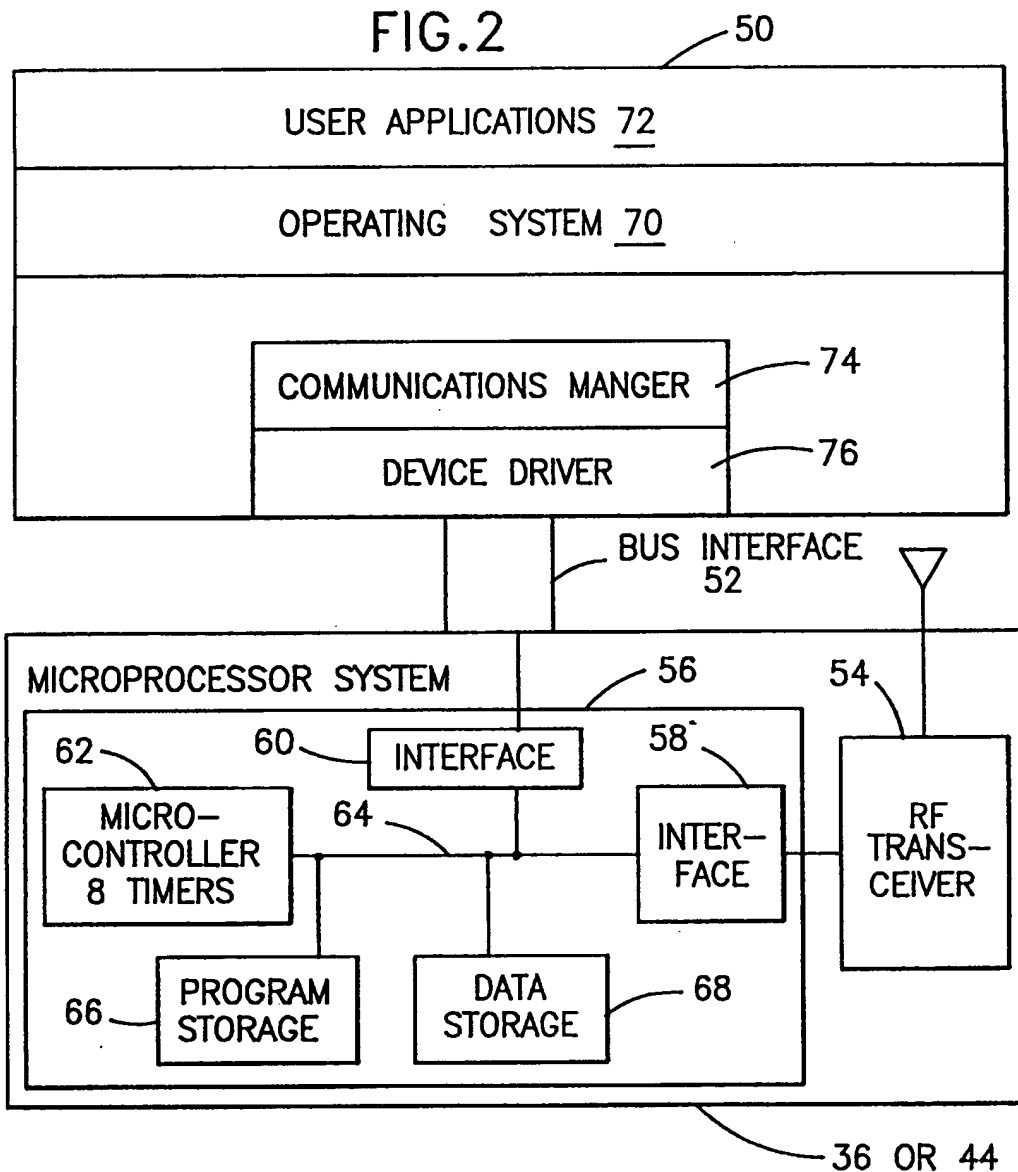 FIG.2
50
USER APPLICATIONS 72
OPERATING SYSTEM 70
COMMUNICATIONS MANGER
74
DEVICE DRIVER
76
BUS INTERFACE
52
MICROPROCESSOR SYSTEM
56
54
60
INTERFACE
58
62
MICRO-
CONTROLLER
8 TIMERS
64
INTER-
FACE
RF
TRANS-
CEIVER
66
PROGRAM
STORAGE
DATA
STORAGE
68
36 OR 44